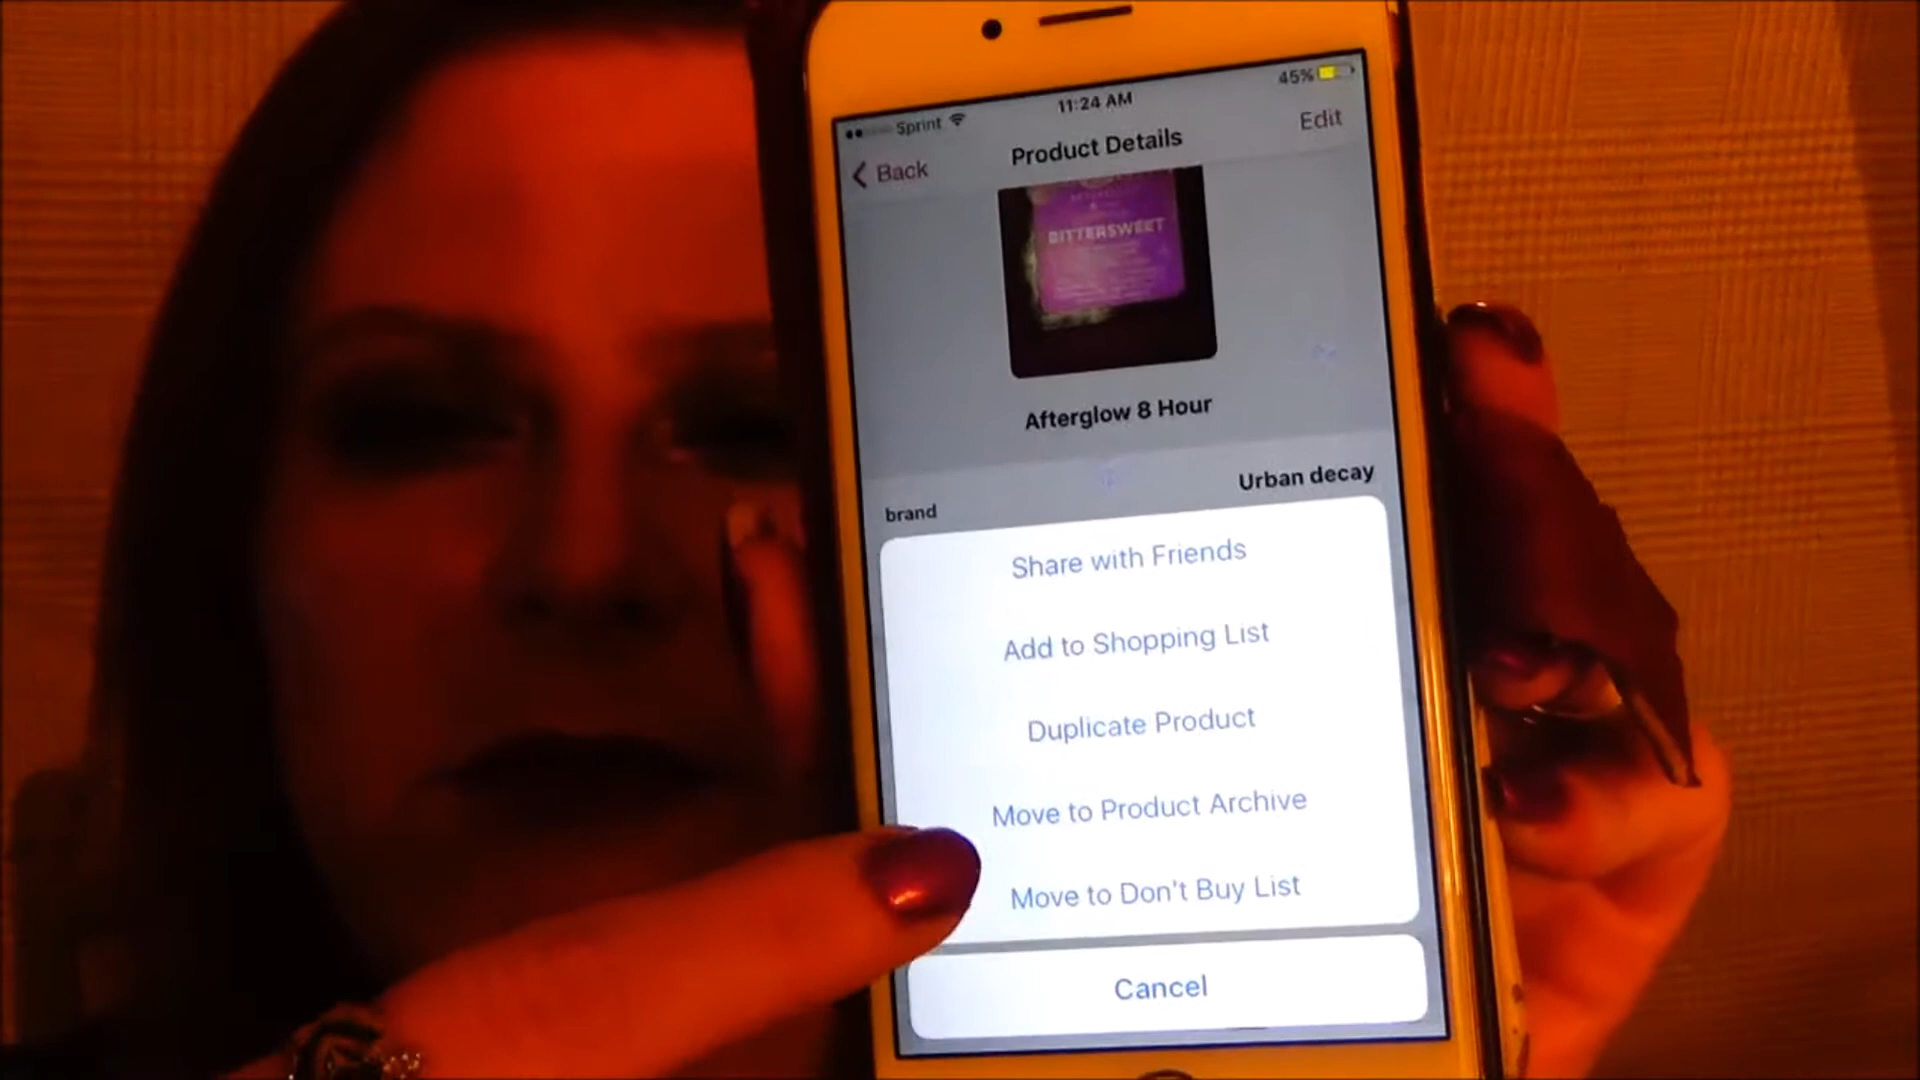 Sprint
11:24 AM
45%
Back
Product Details
Edit
BITTERSWEET
Afterglow 8 Hour
brand
Urban decay
Share with Friends
Add to Shopping List
Duplicate Product
Move to Product Archive
Move to Don't Buy List
Cancel